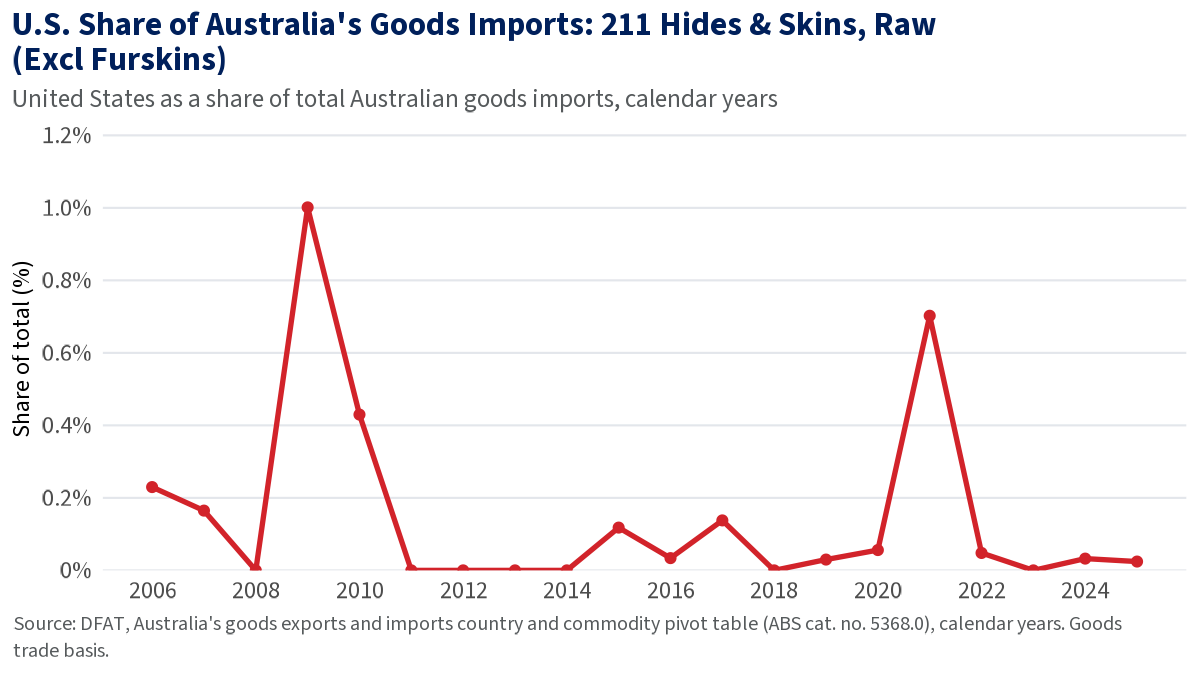 U.S. Share of Australia's Goods Imports: 211 Hides & Skins, Raw
(Excl Furskins)
United States as a share of total Australian goods imports, calendar years
Share of total (%)
1.2%
1.0%
0.8%
0.6%
0.4%
0.2%
0%
2006 2008 2010 2012 2014 2016 2018 2020 2022 2024
Source: DFAT, Australia's goods exports and imports country and commodity pivot table (ABS cat. no. 5368.0), calendar years. Goods
trade basis.